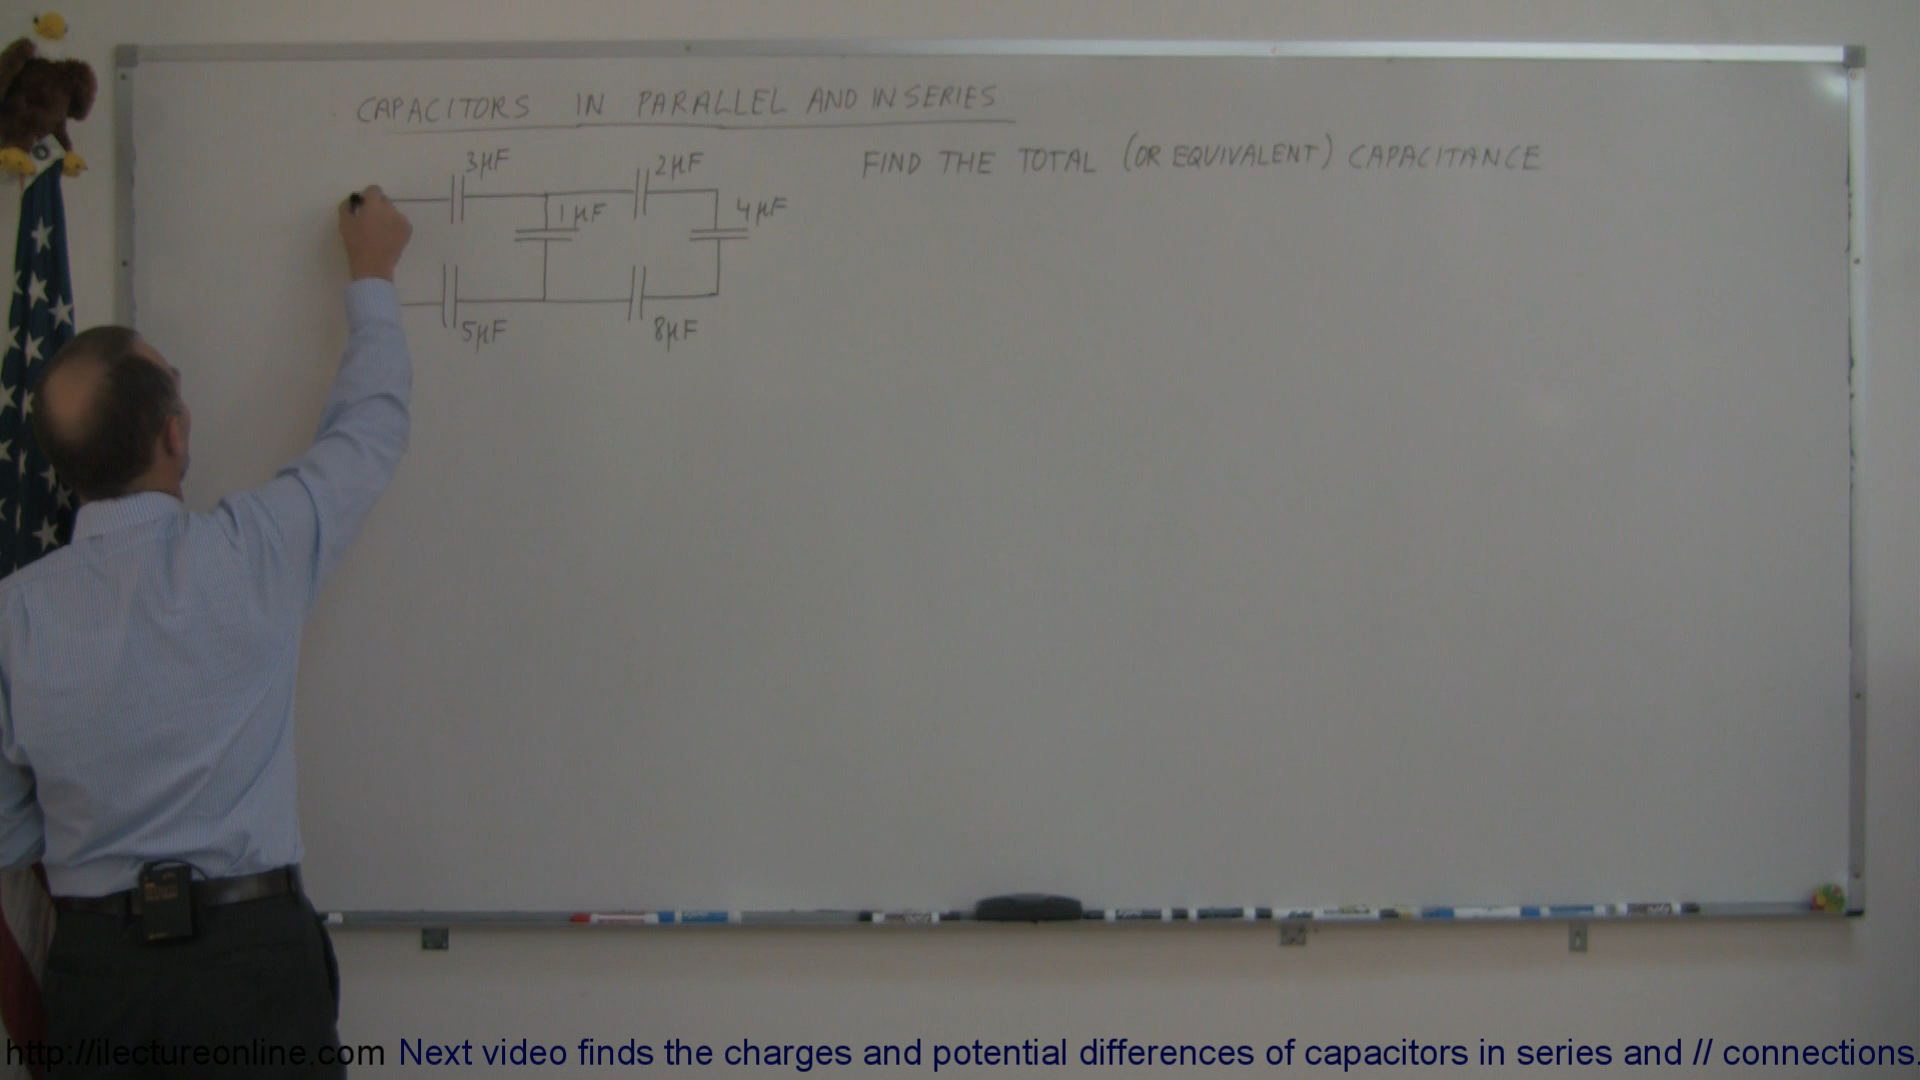 CAPACITORS IN PARALLEL AND IN SERIES
FIND THE TOTAL (OR EQUIVALENT) CAPACITANCE
3μF
2μF
1μF
4μF
5μF
8μF
http://ilectureonline.com Next video finds the charges and potential differences of capacitors in series and // connections.